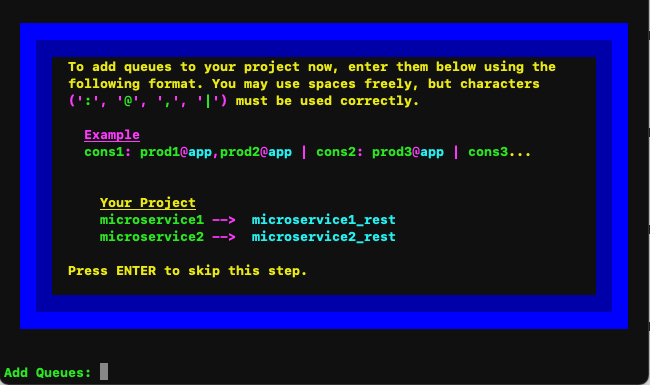 To add queues to your project now, enter them below using the
following format. You may use spaces freely, but characters
(':', '@', ',', '|') must be used correctly.
Example
cons1: prod1@app,prod2@app | cons2: prod3@app | cons3...
Your Project
microservice1 -->  microservice1_rest
microservice2 -->  microservice2_rest
Press ENTER to skip this step.
Add Queues: